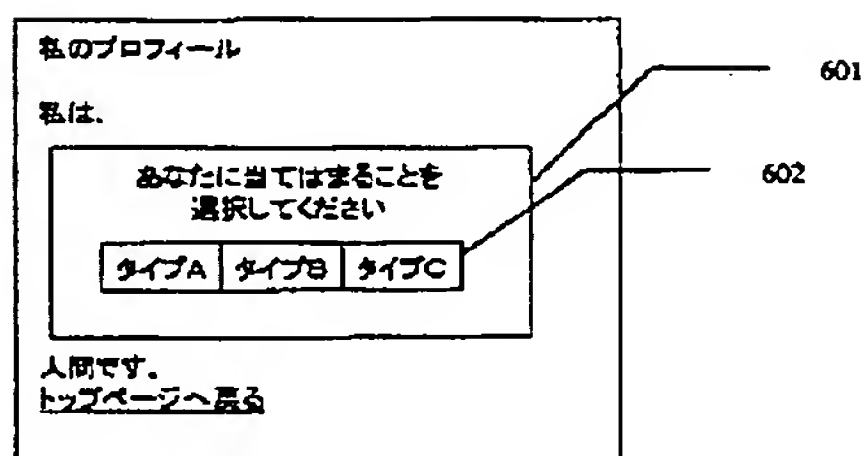 私のプロフィール
601
私は、
あなたに当てはまることを
602
選択してください
タイプA タイプB タイプC
人間です。
トップページへ戻る